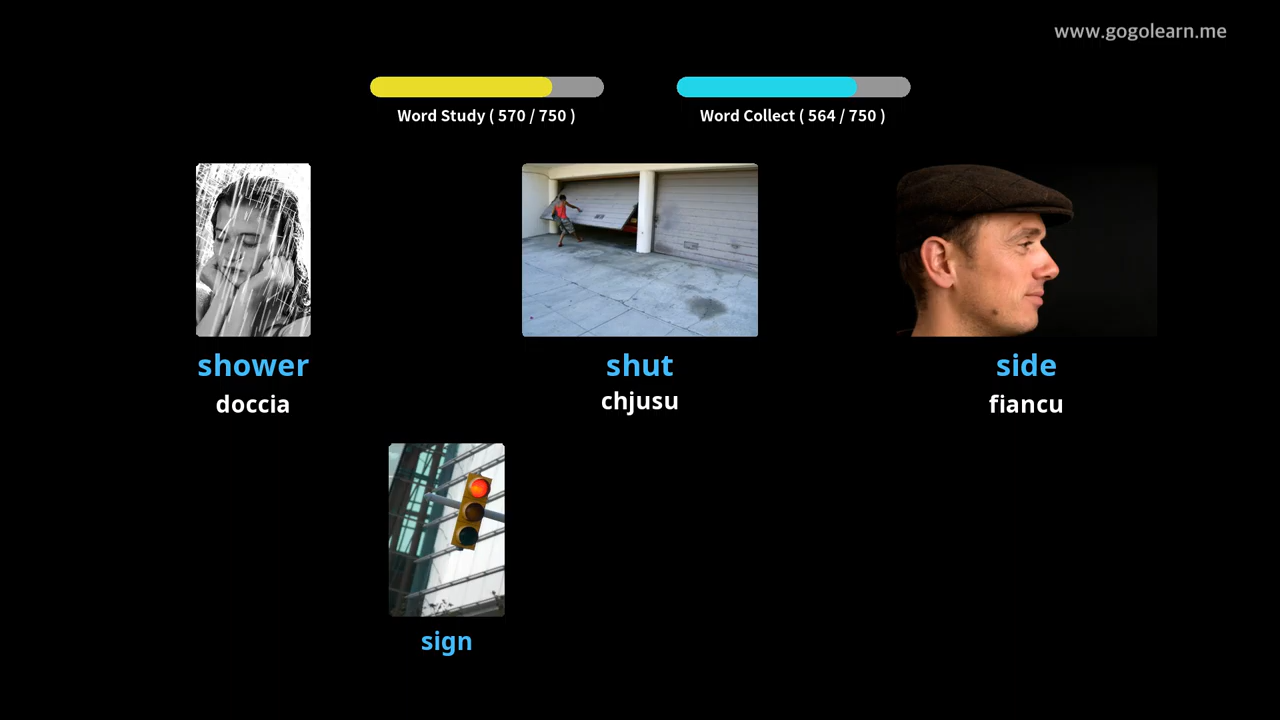 www.gogolearn.me
Word Study ( 570 / 750 )
Word Collect ( 564 / 750 )
shower
doccia
shut
chjusu
side
fiancu
sign